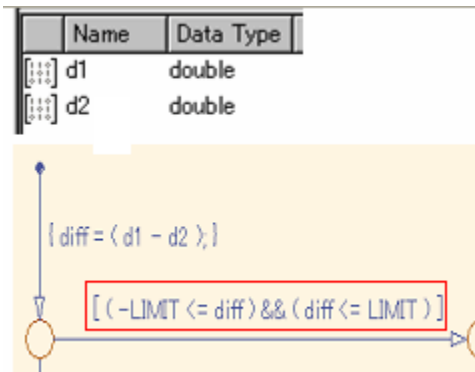 Name Data Type
d1 double
d2 double
{ diff = ( d1 - d2 ); }
[ ( -LIMIT <= diff ) && ( diff <= LIMIT ) ]